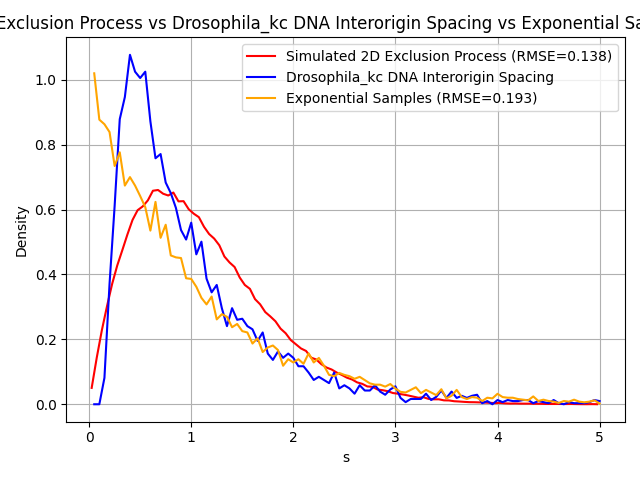 Exclusion Process vs Drosophila_kc DNA Interorigin Spacing vs Exponential Sa
Simulated 2D Exclusion Process (RMSE=0.138)
Drosophila_kc DNA Interorigin Spacing
Exponential Samples (RMSE=0.193)
Density
1.0
0.8
0.6
0.4
0.2
0.0
0 1 2 3 4 5
s